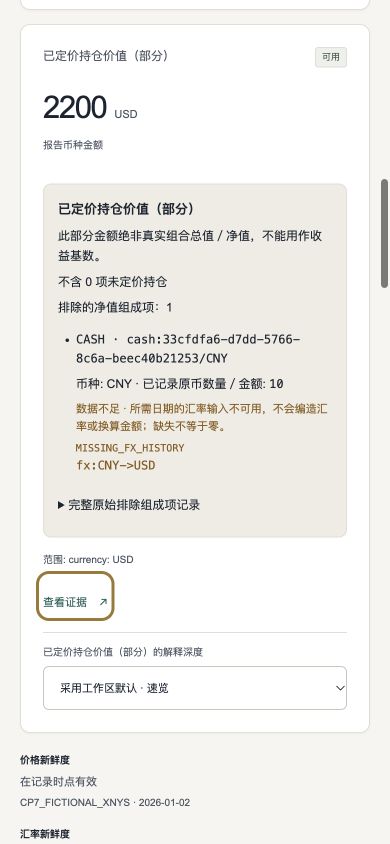 已定价持仓价值（部分）
可用
2200 USD
报告币种金额
已定价持仓价值（部分）
此部分金额绝非真实组合总值 / 净值，不能用作收
益基数。
不含 0 项未定价持仓
排除的净值组成项：1
• CASH · cash:33cfdfa6-d7dd-5766-
8c6a-beec40b21253/CNY
币种: CNY · 已记录原币数量 / 金额: 10
数据不足 · 所需日期的汇率输入不可用，不会编造汇
率或换算金额；缺失不等于零。
MISSING_FX_HISTORY
fx:CNY->USD
▶ 完整原始排除组成项记录
范围: currency: USD
查看证据 ↗
已定价持仓价值（部分）的解释深度
采用工作区默认 · 速览
价格新鲜度
在记录时点有效
CP7_FICTIONAL_XNYS · 2026-01-02
汇率新鲜度